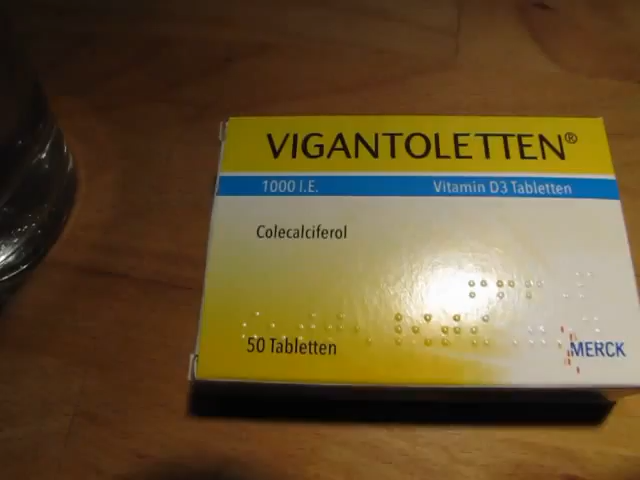 VIGANTOLETTEN®
1000 I.E. Vitamin D3 Tabletten
Colecalciferol
50 Tabletten
MERCK